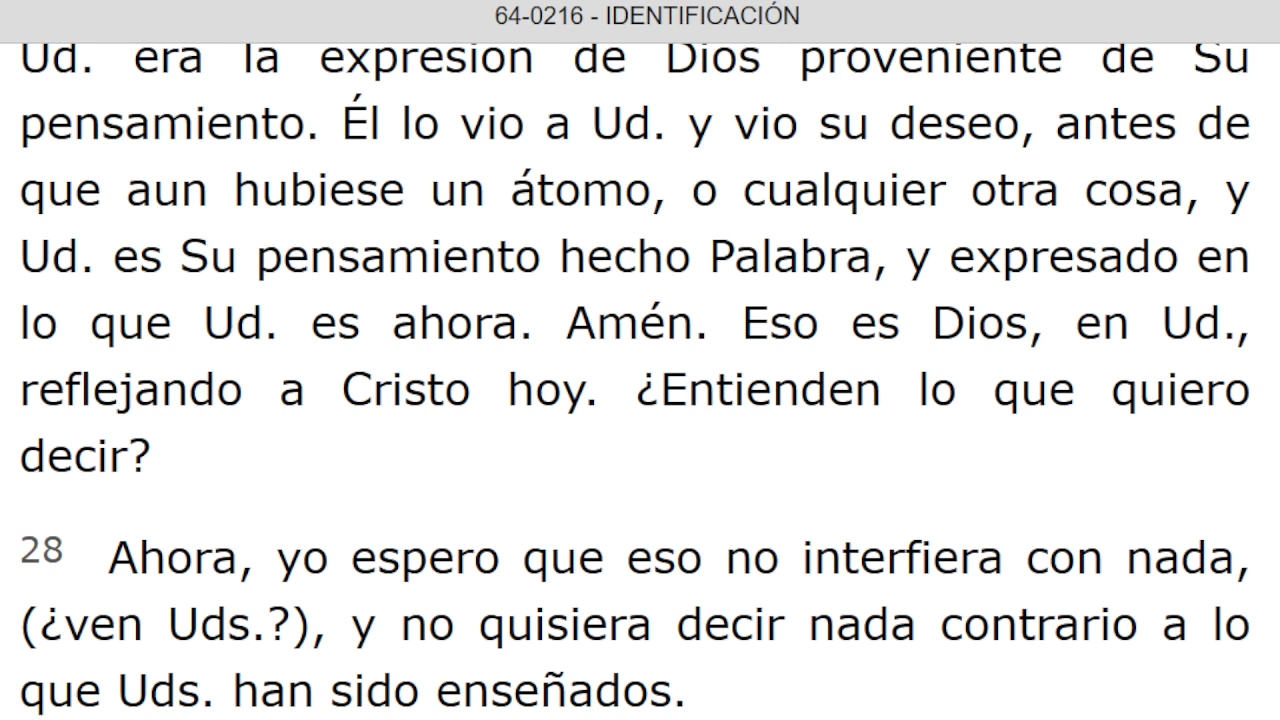 64-0216 - IDENTIFICACIÓN
Ud. era la expresión de Dios proveniente de Su
pensamiento. Él lo vio a Ud. y vio su deseo, antes de
que aun hubiese un átomo, o cualquier otra cosa, y
Ud. es Su pensamiento hecho Palabra, y expresado en
lo que Ud. es ahora. Amén. Eso es Dios, en Ud.,
reflejando a Cristo hoy. ¿Entienden lo que quiero
decir?
28 Ahora, yo espero que eso no interfiera con nada,
(¿ven Uds.?), y no quisiera decir nada contrario a lo
que Uds. han sido enseñados.